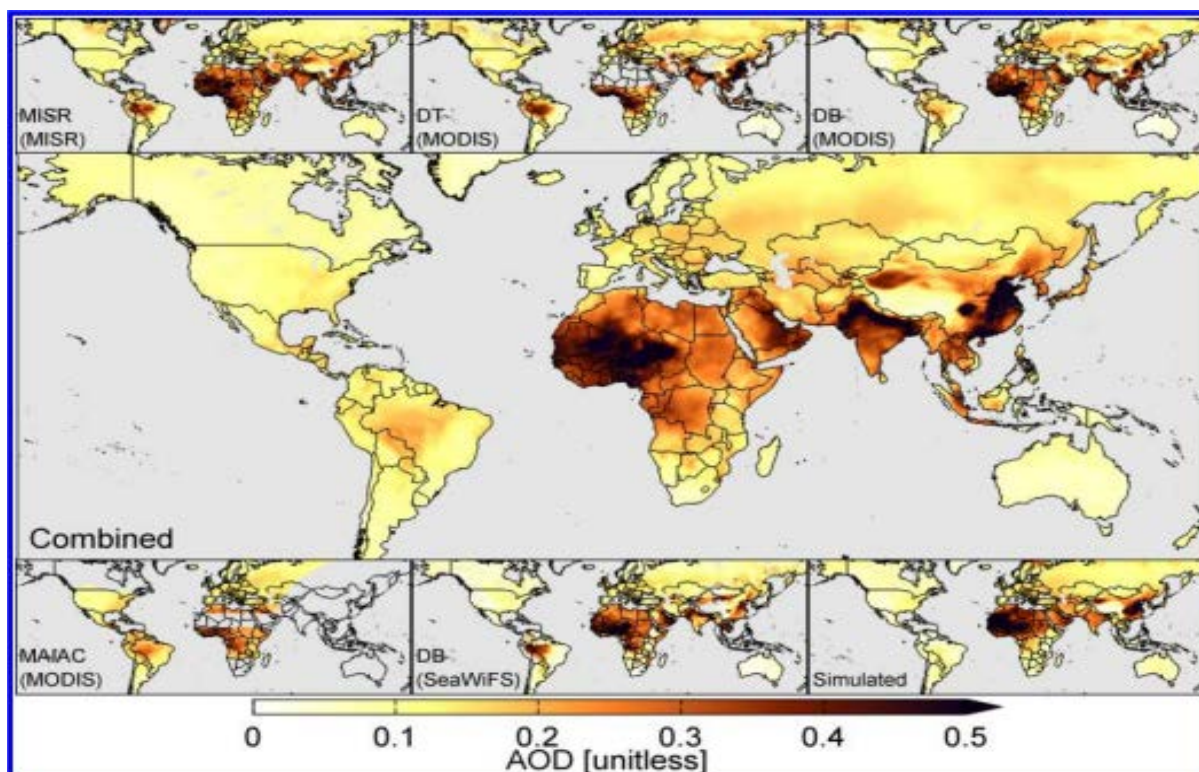 MISR
(MISR)
DT
(MODIS)
DB
(MODIS)
Combined
MAIAC
(MODIS)
DB
(SeaWiFS)
Simulated
0 0.1 0.2 0.3 0.4 0.5
AOD [unitless]